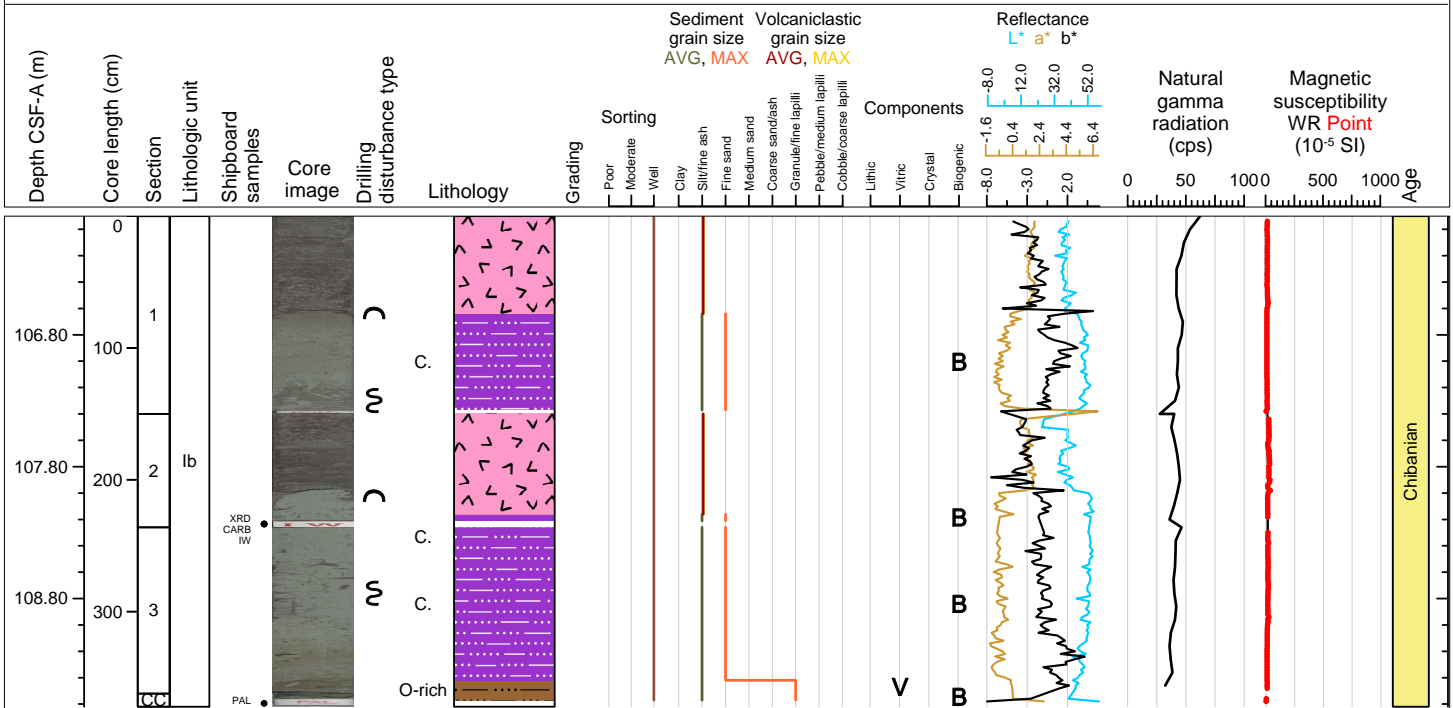 Depth CSF-A (m)
Core length (cm)
Section
Lithologic unit
Shipboard
samples
Core
image
Drilling
disturbance type
Lithology
Grading
Sorting
Poor
Moderate
Well
Sediment
grain size
AVG, MAX
Volcaniclastic
grain size
AVG, MAX
Clay
Silt/fine ash
Fine sand
Medium sand
Coarse sand/ash
Granule/fine lapilli
Pebble/medium lapilli
Cobble/coarse lapilli
Components
Lithic
Vitric
Crystal
Biogenic
Reflectance
L* a* b*
-8.0 12.0 32.0 52.0
-1.6 0.4 2.4 4.4 6.4
-8.0 -3.0 2.0
Natural
gamma
radiation
(cps)
0 50 100
Magnetic
susceptibility
WR Point
(10-5 SI)
0 500 1000
Age
0
1
106.80
100
C.
B
107.80
200
2
Ib
XRD
CARB
IW
I W
C.
B
108.80
300
3
C.
B
CC
PAL
PAL
O-rich
V
B
Chibanian